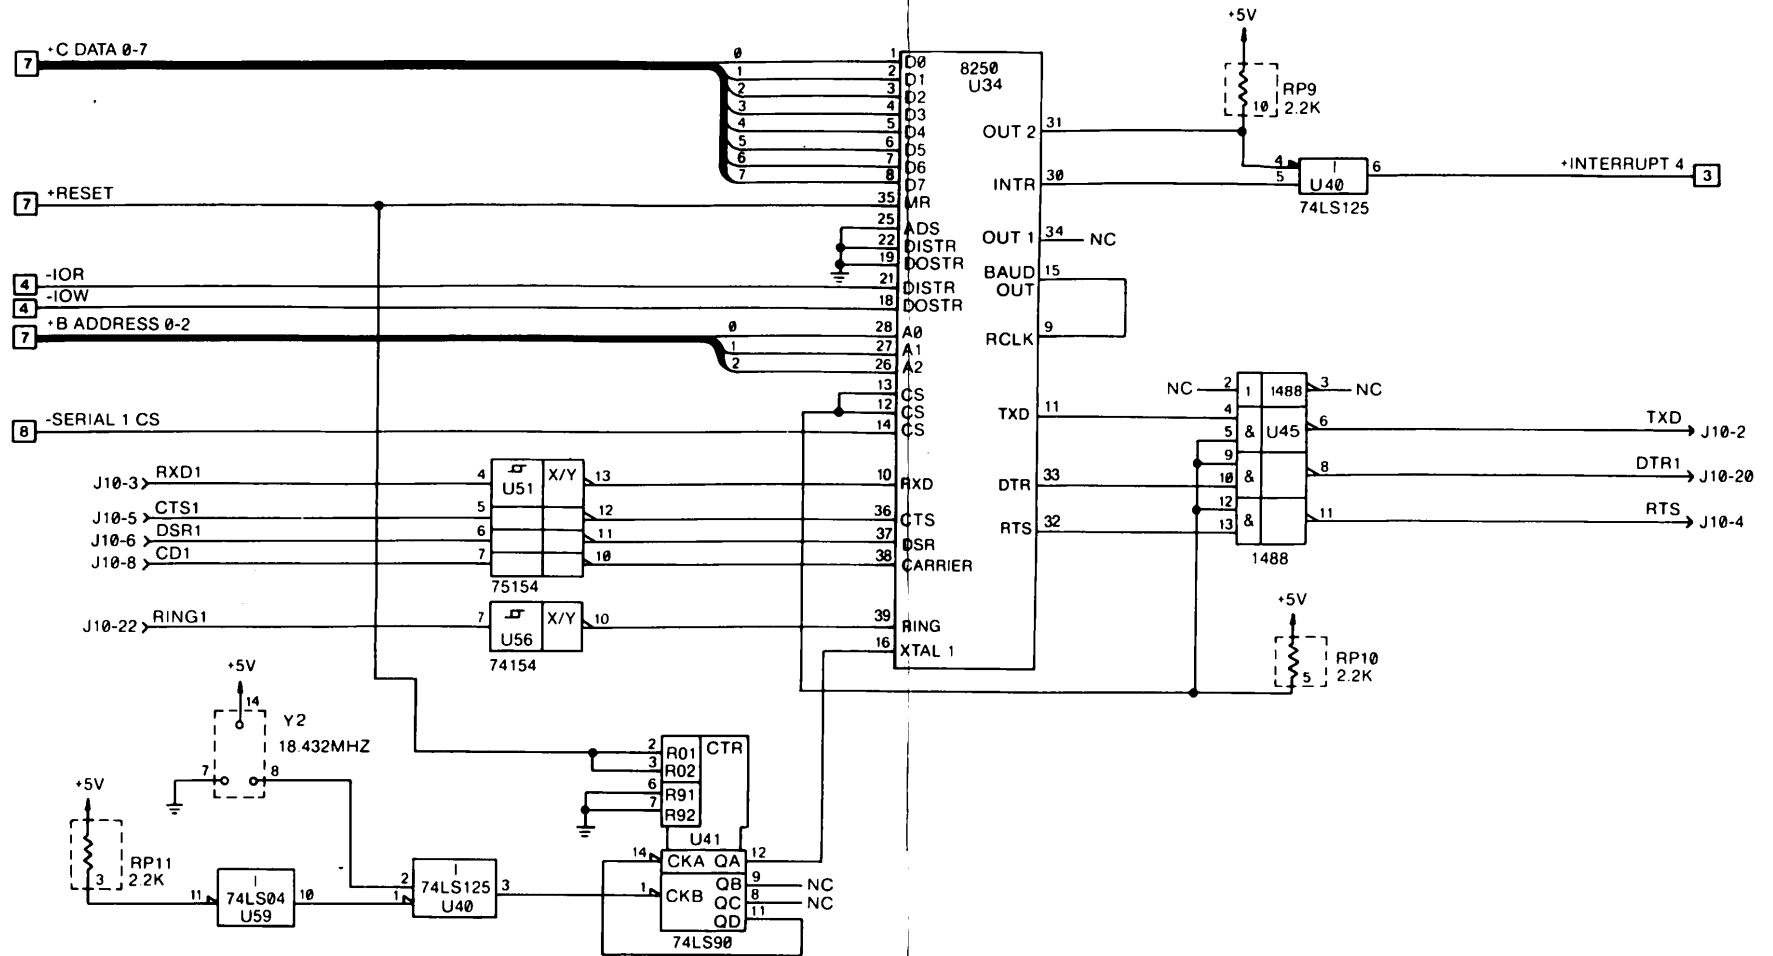 +5V
7 +C DATA 0-7
0 1 D0
1 2 D1
2 3 D2
3 4 D3
4 5 D4
5 6 D5
6 7 D6
7 8 D7
8250
U34
RP9
10 2.2K
OUT 2 31
4
5 U40 6
74LS125
+INTERRUPT 4 3
INTR 30
7 +RESET 35 MR
25 ADS
22 DISTR
19 DOSTR
OUT 1 34 NC
4 -IOR 21 DISTR
4 -IOW 18 DOSTR
BAUD 15
OUT
7 +B ADDRESS 0-2
0 28 A0
1 27 A1
2 26 A2
RCLK 9
13 CS
12 CS
8 -SERIAL 1 CS 14 CS
NC 2 1 1488 3 NC
TXD 11 4
5 & U45 6 TXD J10-2
9
10 & 8 DTR1 J10-20
12
13 & 11 RTS J10-4
1488
DTR 33
RTS 32
J10-3 RXD1 4 U51 X/Y 13 10 RXD
J10-5 CTS1 5 12 36 CTS
J10-6 DSR1 6 11 37 DSR
J10-8 CD1 7 10 38 CARRIER
75154
J10-22 RING1 7 U56 X/Y 10 39 RING
74154
16 XTAL 1
+5V
RP10
5 2.2K
+5V
14
Y2
18.432MHZ
7 8
2 R01 CTR
3 R02
6 R91
7 R92
U41
14 CKA QA 12
1 CKB QB 9 NC
QC 8 NC
QD 11
74LS90
+5V
RP11
3 2.2K
11 74LS04 10
U59
2 74LS125 3
1 U40